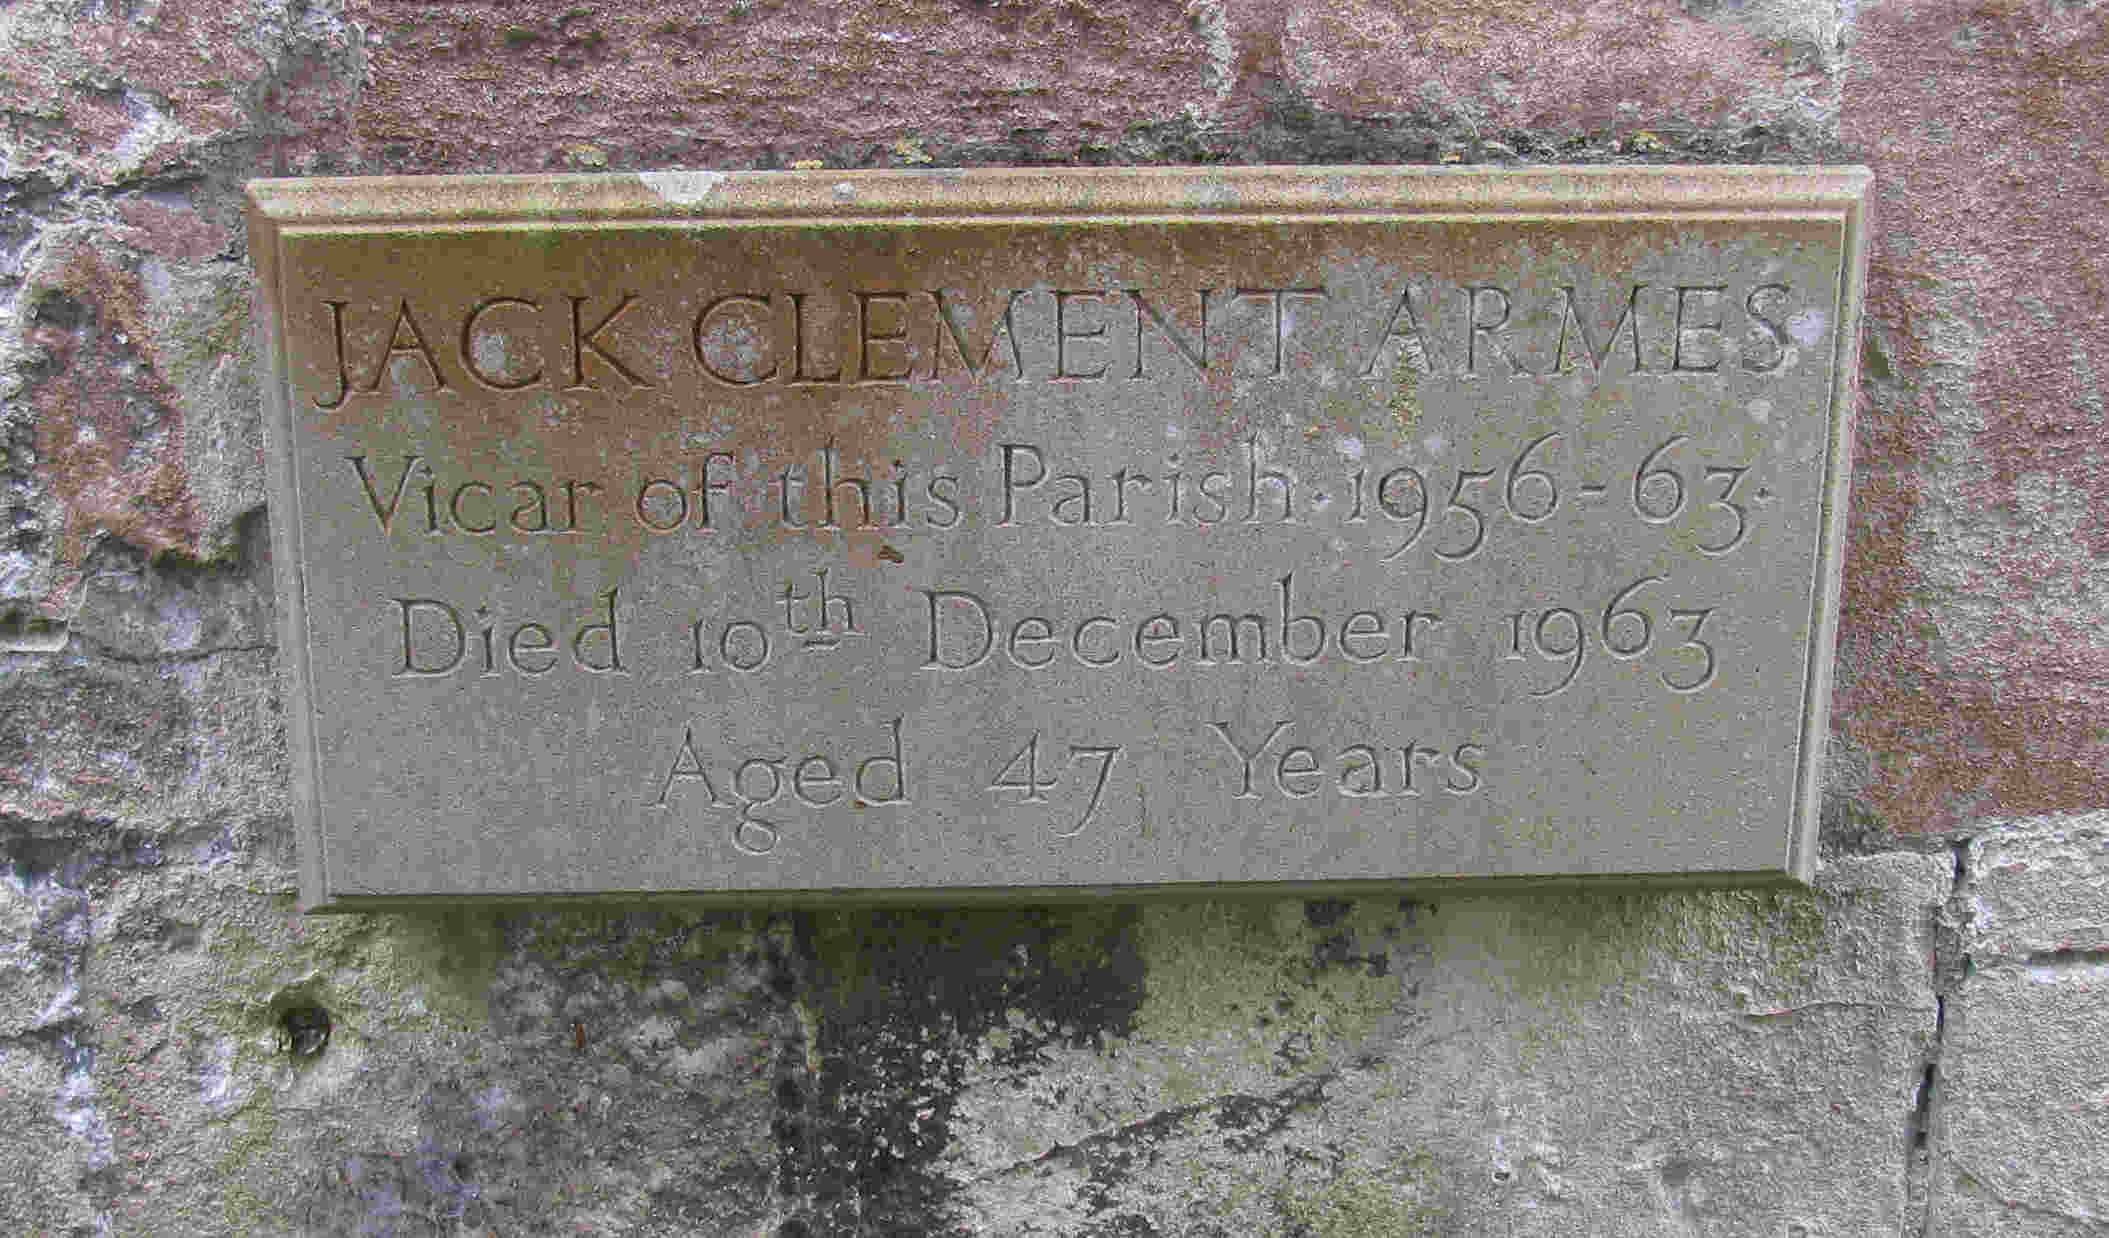 JACK CLEMENT ARMES
Vicar of this Parish · 1956-63 ·
Died 10th December 1963
Aged 47 Years